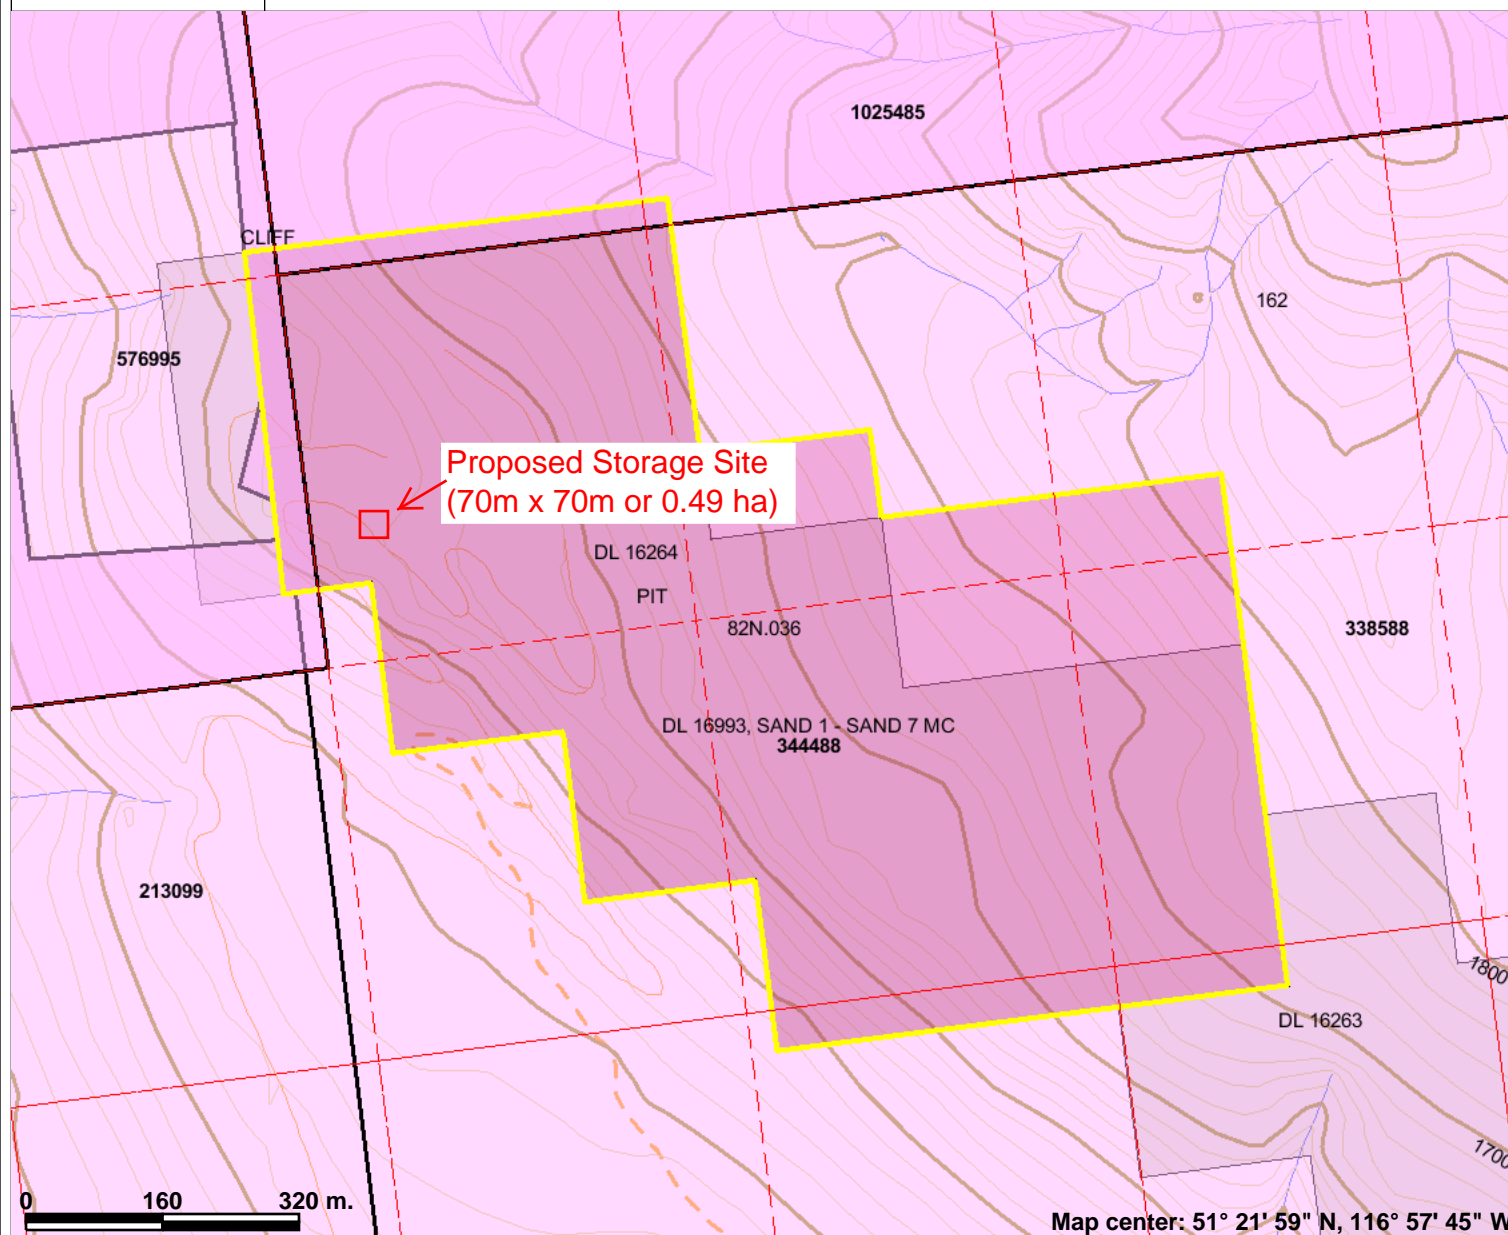 1025485
CLIFF
162
576995
Proposed Storage Site
(70m x 70m or 0.49 ha)
DL 16264
PIT
82N.036
338588
DL 16993, SAND 1 - SAND 7 MC
344488
213099
1800
DL 16263
1700
0 160 320 m.
Map center: 51° 21' 59" N, 116° 57' 45" W